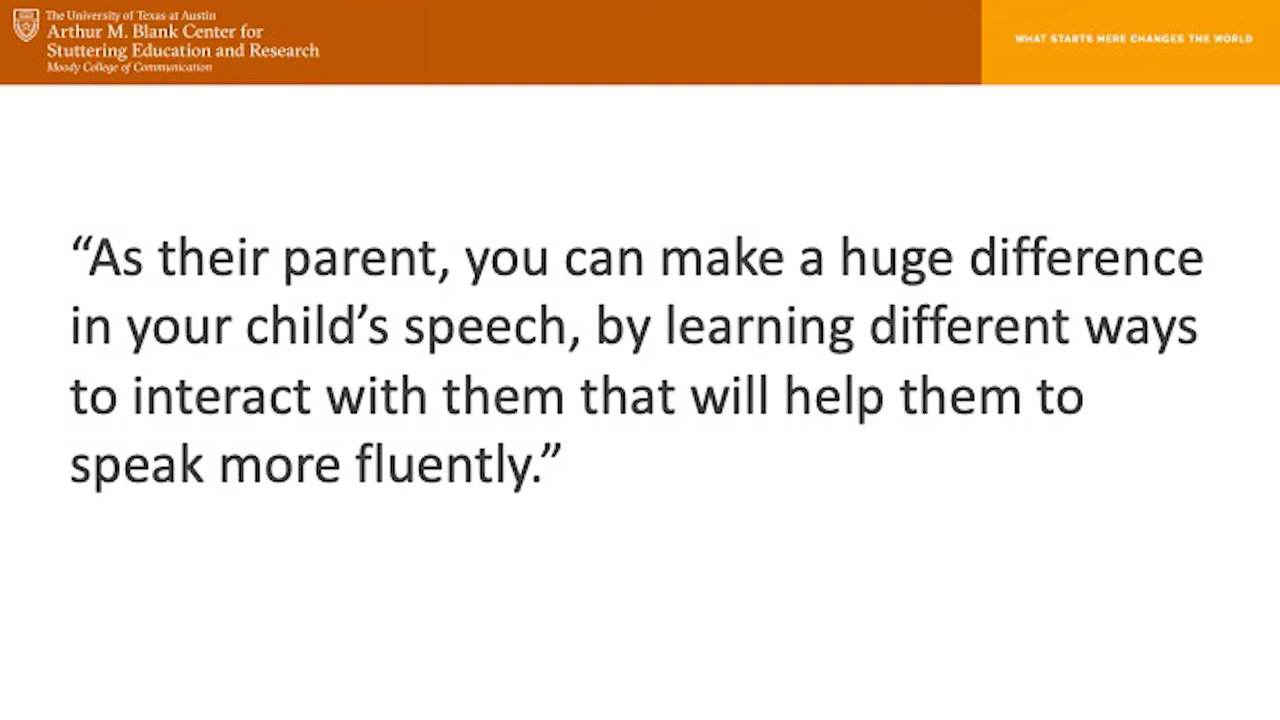 The University of Texas at Austin
Arthur M. Blank Center for
Stuttering Education and Research
Moody College of Communication
WHAT STARTS HERE CHANGES THE WORLD
“As their parent, you can make a huge difference
in your child’s speech, by learning different ways
to interact with them that will help them to
speak more fluently.”